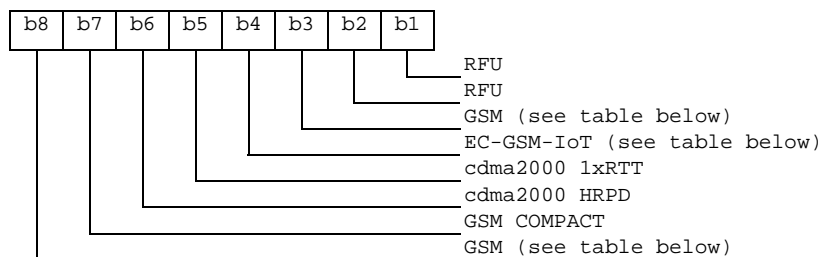 b8 b7 b6 b5 b4 b3 b2 b1
RFU
RFU
GSM (see table below)
EC-GSM-IoT (see table below)
cdma2000 1xRTT
cdma2000 HRPD
GSM COMPACT
GSM (see table below)